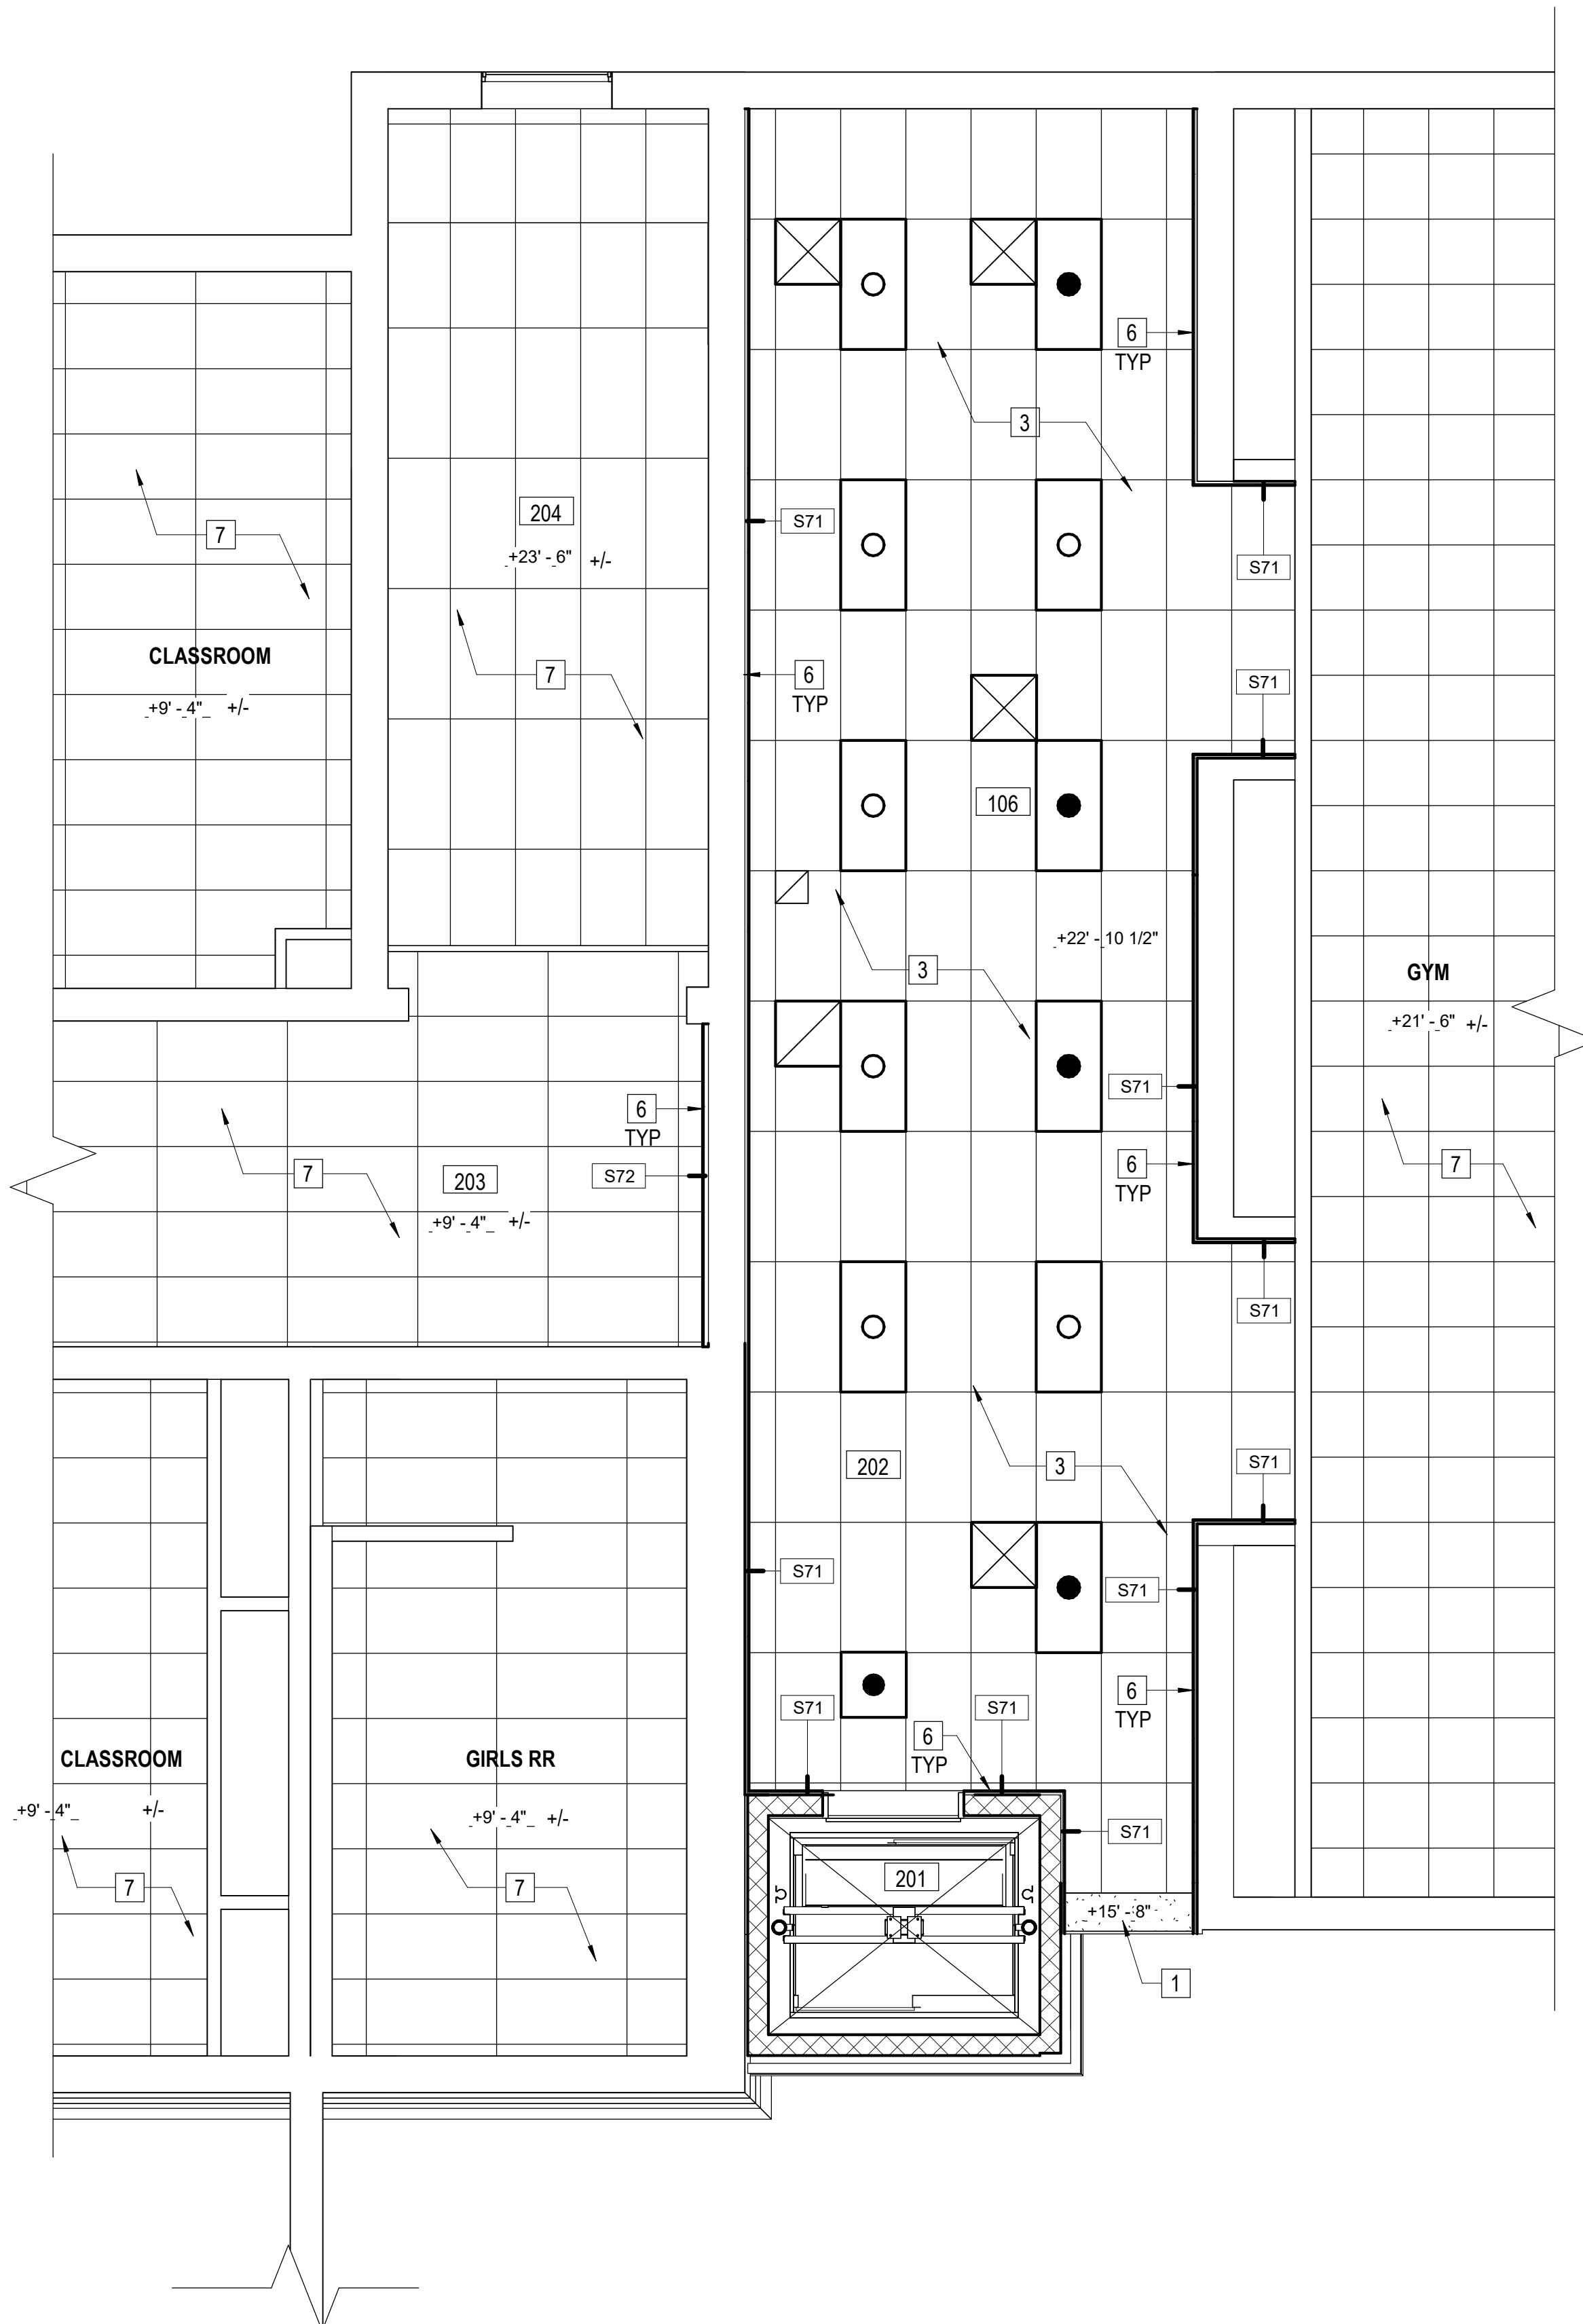 6
TYP
3
204
S71
7
+23' - 6" +/-
S71
CLASSROOM
+9' - 4" +/-
7
6
TYP
S71
106
+22' - 10 1/2"
3
GYM
+21' - 6" +/-
S71
6
TYP
7
203
S72
+9' - 4" +/-
6
TYP
7
S71
202
3
S71
S71
S71
6
TYP
S71
S71
6
TYP
CLASSROOM
+9' - 4" +/-
7
GIRLS RR
+9' - 4" +/-
7
S71
201
+15' - 8"
1